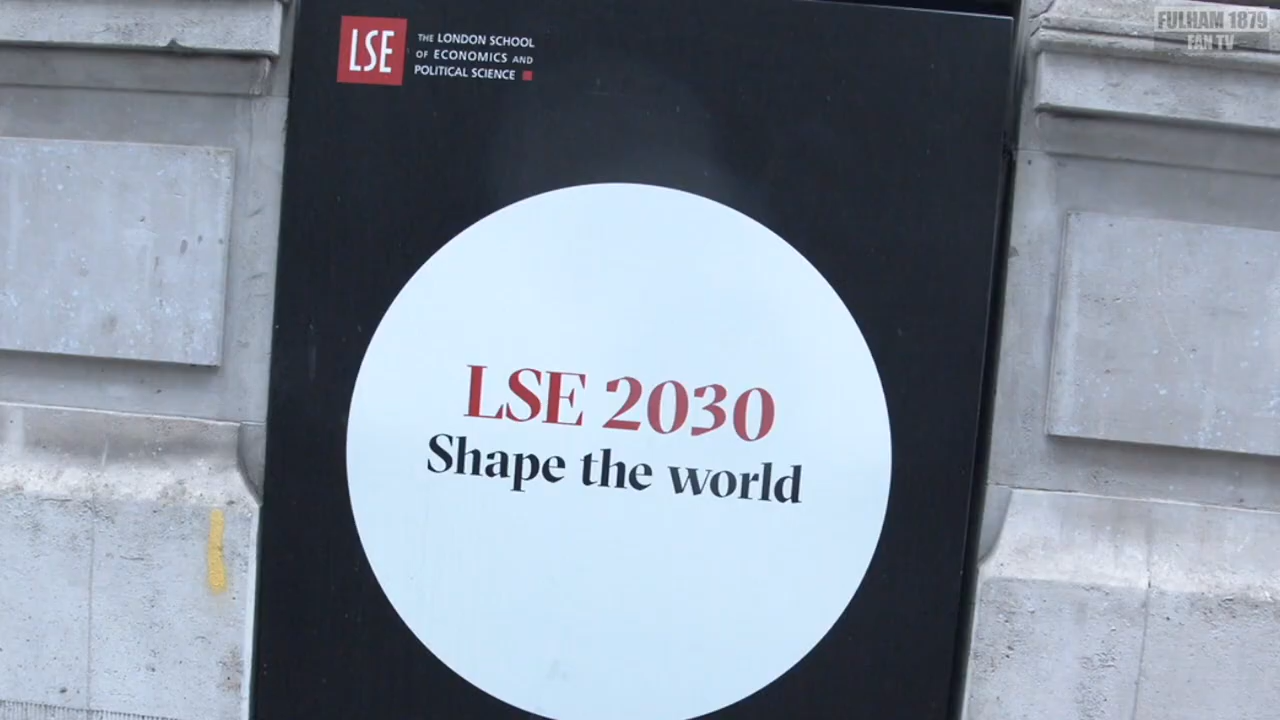 LSE
THE LONDON SCHOOL
OF ECONOMICS AND
POLITICAL SCIENCE
FULHAM 1879
FAN TV
LSE 2030
Shape the world